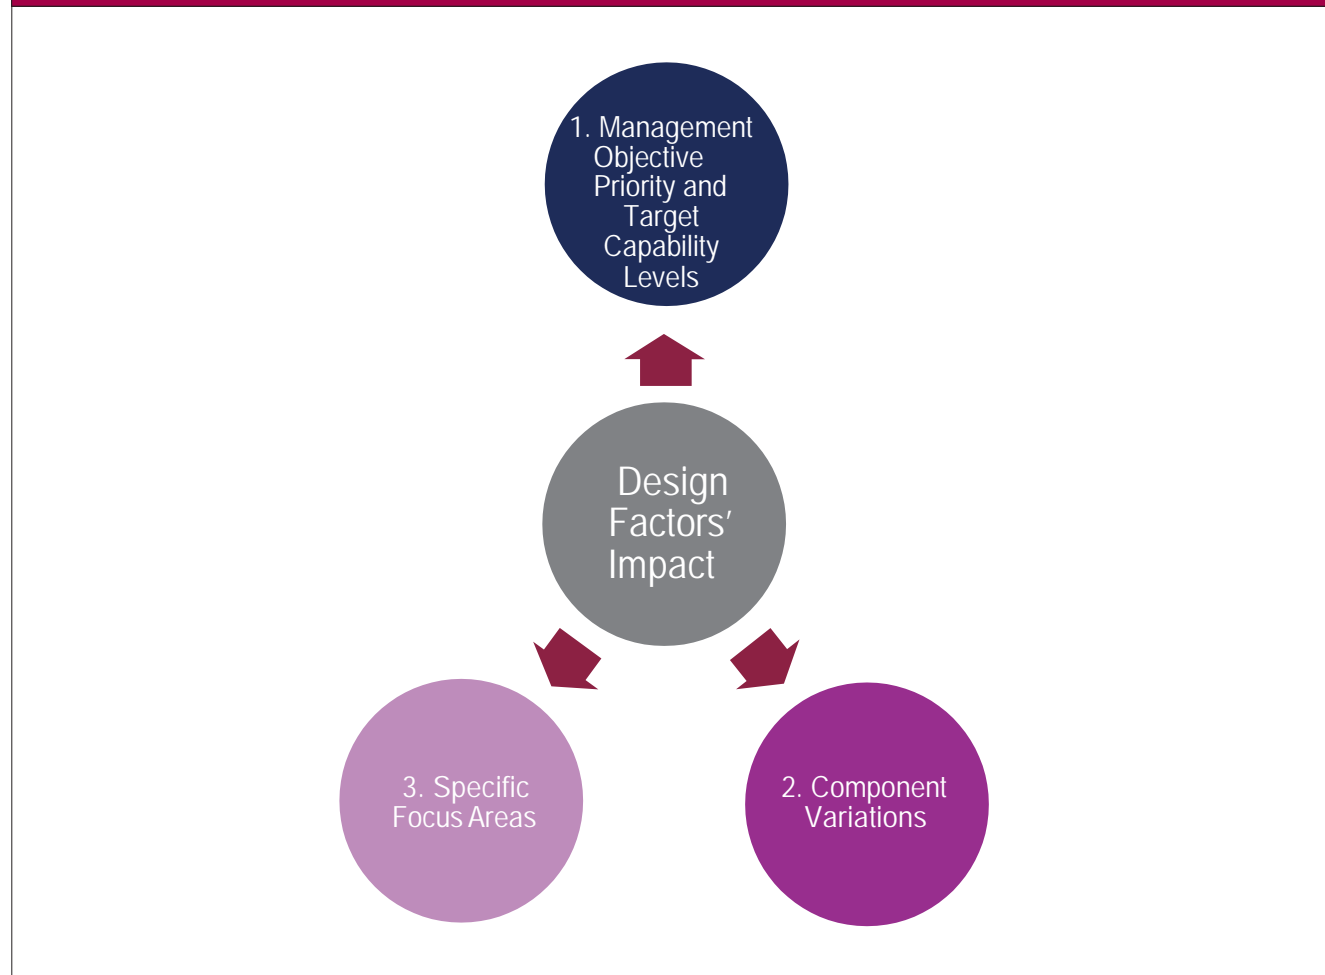 1. Management
Objective
Priority and
Target
Capability
Levels
Design
Factors’
Impact
3. Specific
Focus Areas
2. Component
Variations